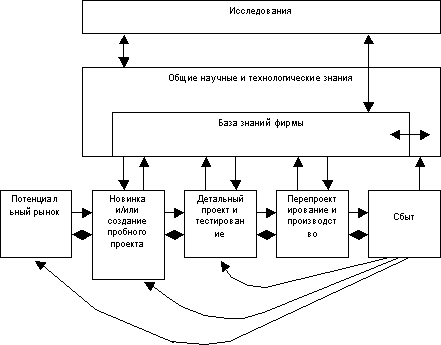 Исследования
Общие научные и технологические знания
База знаний фирмы
Потенциал
ьный рынок
Новинка
и/или
создание
пробного
проекта
Детальный
проект и
тестирован
ие
Перепроект
ирование и
производст
во
Сбыт